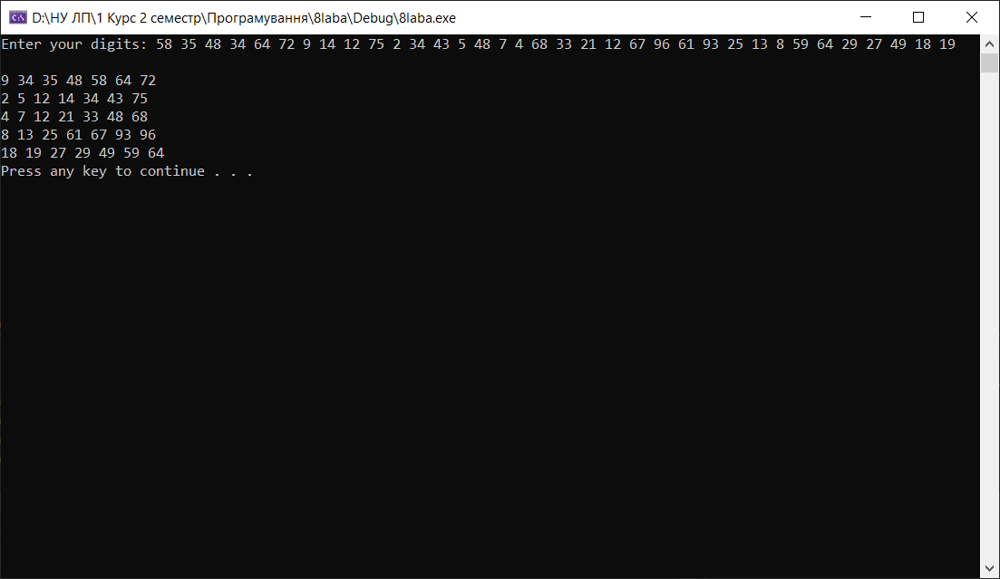 D:\НУ ЛП\1 Курс 2 семестр\Програмування\8laba\Debug\8laba.exe
Enter your digits: 58 35 48 34 64 72 9 14 12 75 2 34 43 5 48 7 4 68 33 21 12 67 96 61 93 25 13 8 59 64 29 27 49 18 19
9 34 35 48 58 64 72
2 5 12 14 34 43 75
4 7 12 21 33 48 68
8 13 25 61 67 93 96
18 19 27 29 49 59 64
Press any key to continue . . .